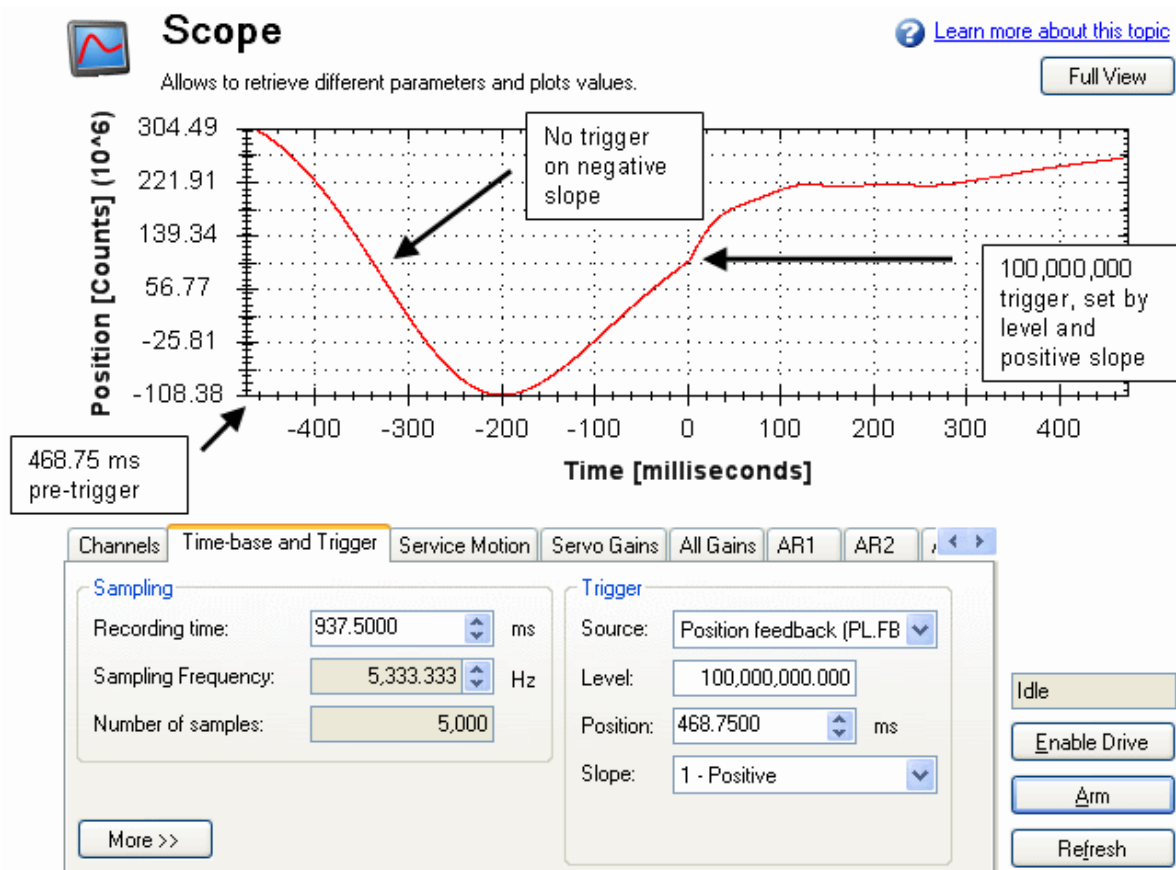 Scope
Learn more about this topic
Allows to retrieve different parameters and plots values.
Full View
Position [Counts] (10^6)
304.49
221.91
139.34
56.77
-25.81
-108.38
No trigger
on negative
slope
100,000,000
trigger, set by
level and
positive slope
468.75 ms
pre-trigger
-400 -300 -200 -100 0 100 200 300 400
Time [milliseconds]
Channels Time-base and Trigger Service Motion Servo Gains All Gains AR1 AR2
Sampling
Recording time: 937.5000 ms
Sampling Frequency: 5,333.333 Hz
Number of samples: 5,000
More >>
Trigger
Source: Position feedback (PL.FB
Level: 100,000,000.000
Position: 468.7500 ms
Slope: 1 - Positive
Idle
Enable Drive
Arm
Refresh